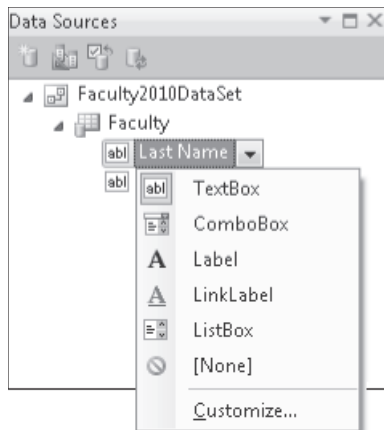 Data Sources
Faculty2010DataSet
Faculty
abl Last Name
abl
abl TextBox
ComboBox
A Label
A LinkLabel
ListBox
[None]
Customize...